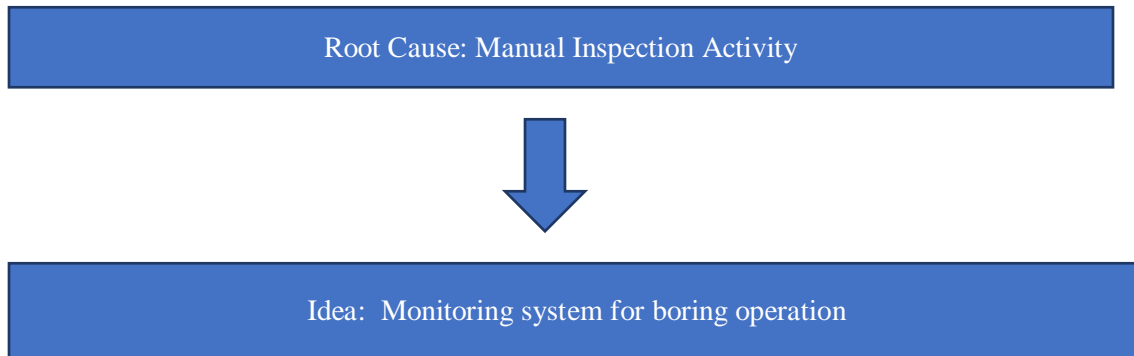 Root Cause: Manual Inspection Activity
Idea:  Monitoring system for boring operation